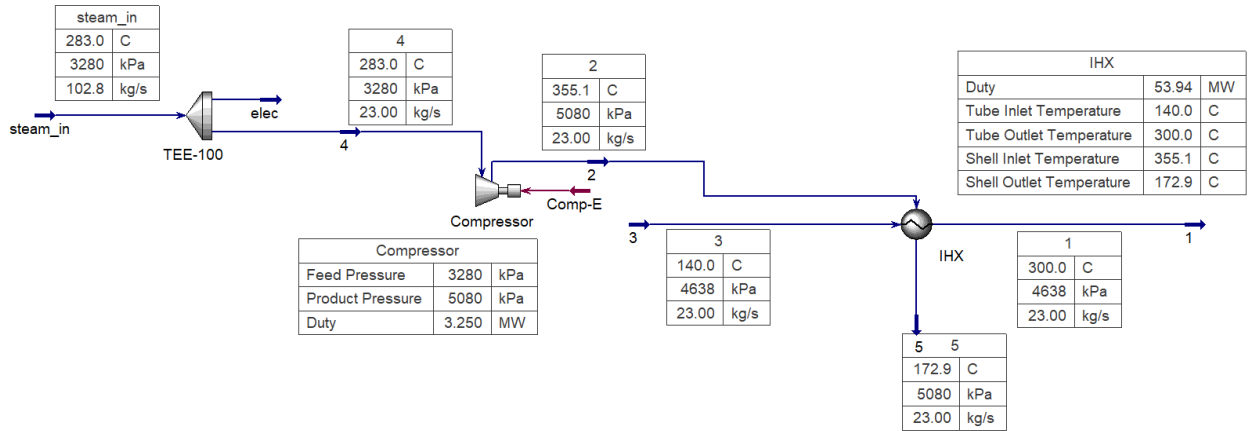 steam_in
283.0 C
3280 kPa
102.8 kg/s
steam_in
elec
TEE-100
4
283.0 C
3280 kPa
23.00 kg/s
4
2
355.1 C
5080 kPa
23.00 kg/s
2
Compressor
Comp-E
Compressor
Feed Pressure 3280 kPa
Product Pressure 5080 kPa
Duty 3.250 MW
3
3
140.0 C
4638 kPa
23.00 kg/s
IHX
Duty 53.94 MW
Tube Inlet Temperature 140.0 C
Tube Outlet Temperature 300.0 C
Shell Inlet Temperature 355.1 C
Shell Outlet Temperature 172.9 C
IHX
1
1
300.0 C
4638 kPa
23.00 kg/s
5 5
172.9 C
5080 kPa
23.00 kg/s